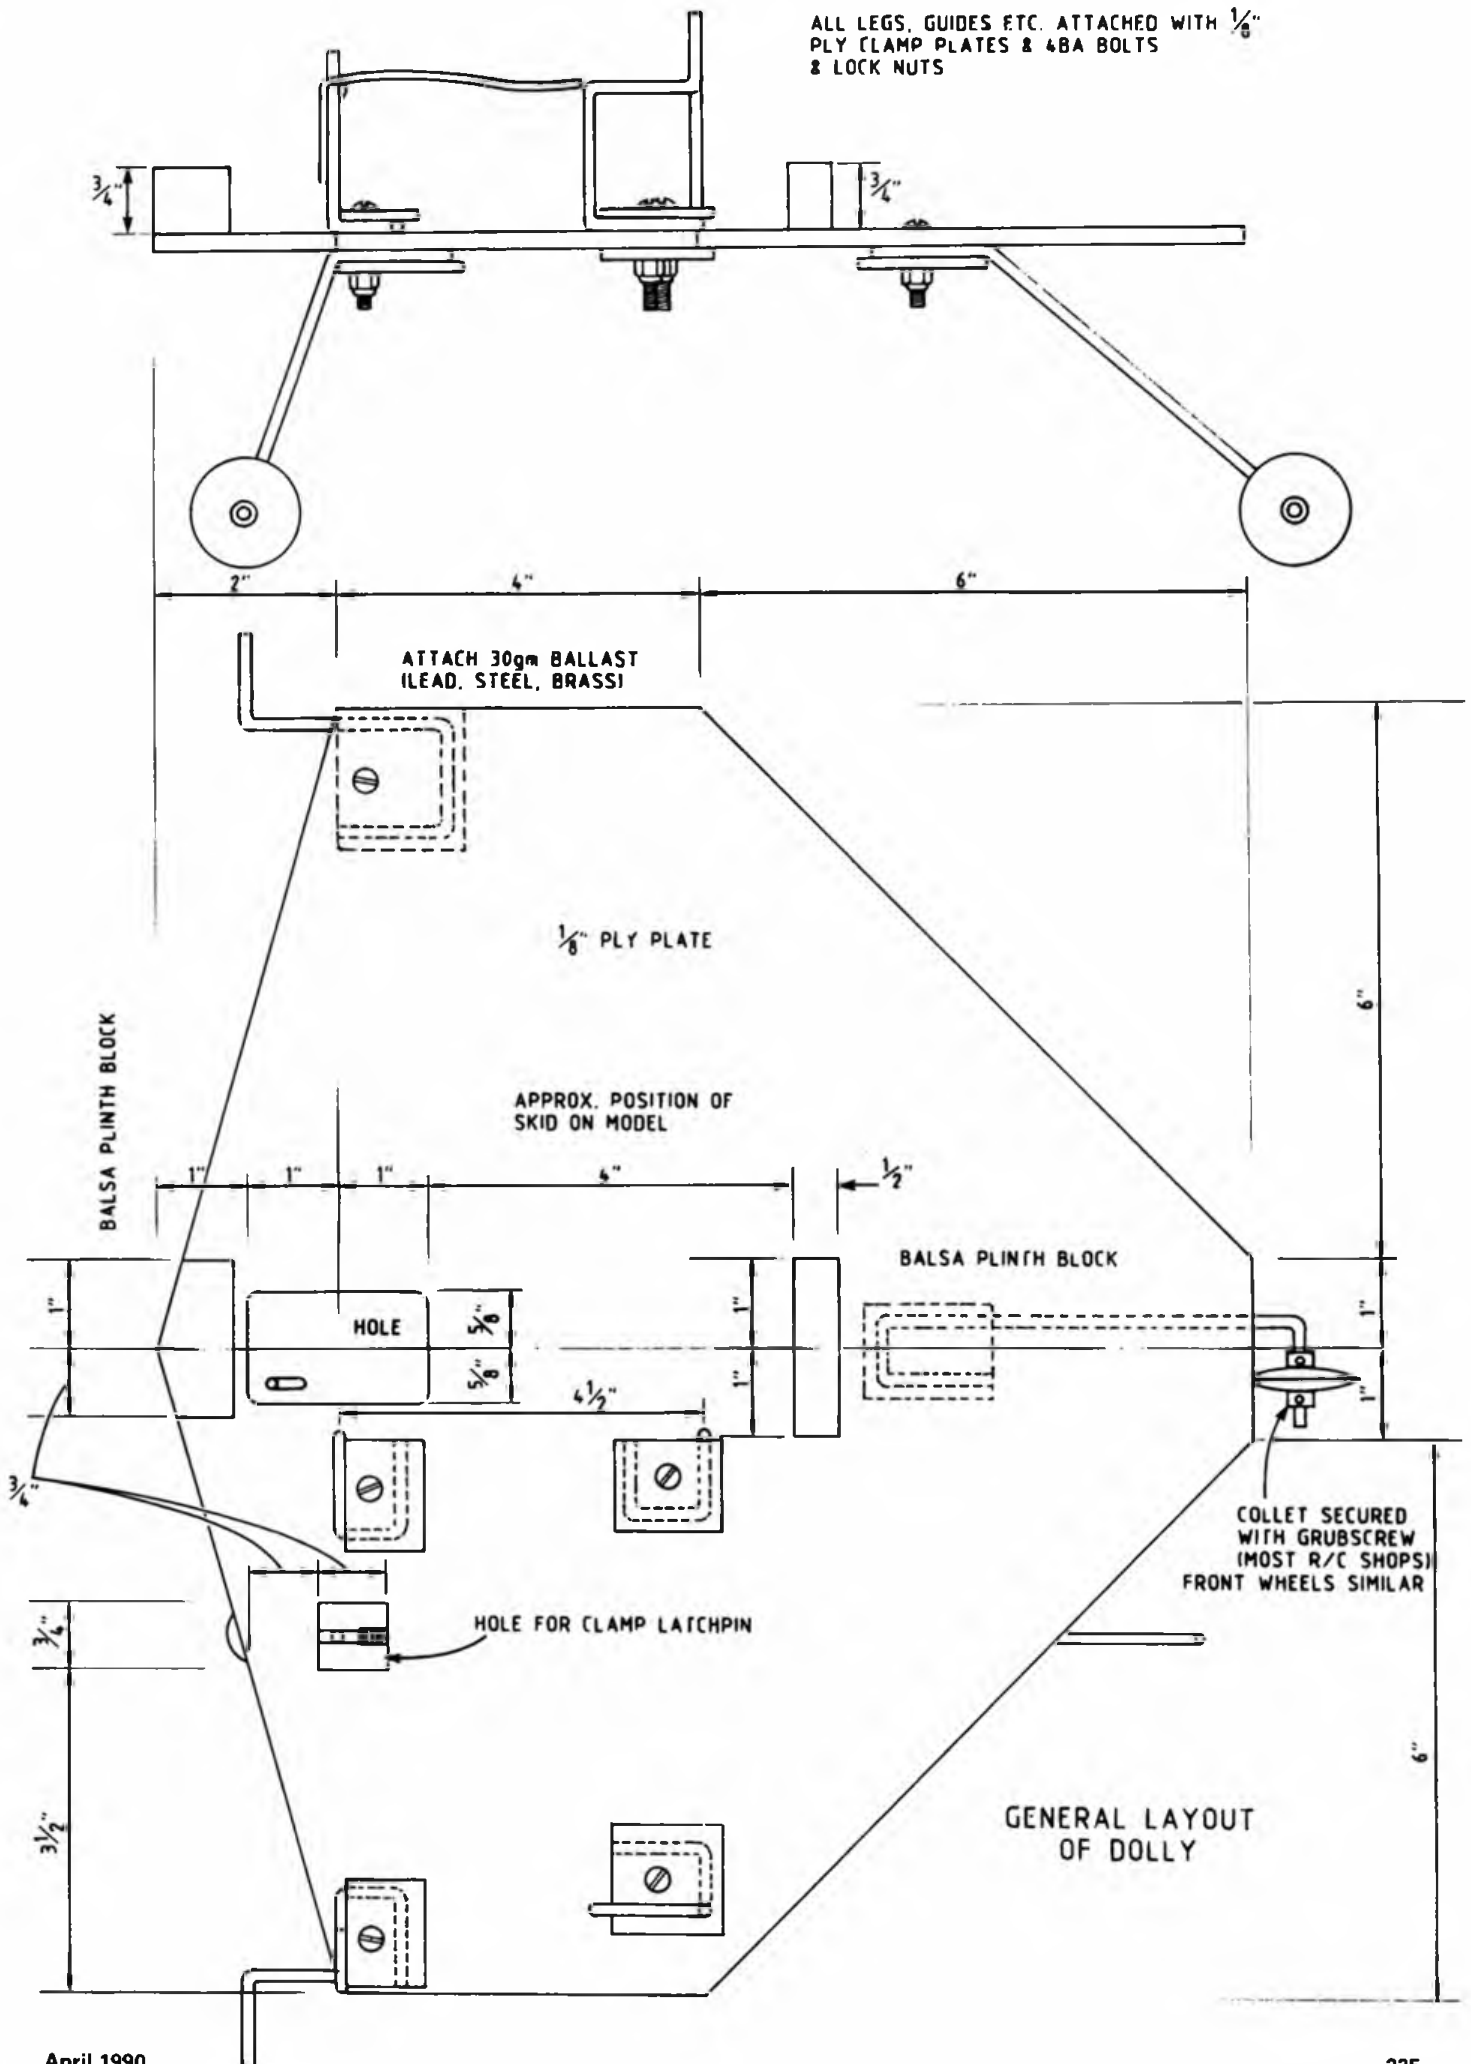 ALL LEGS, GUIDES ETC. ATTACHED WITH 1/8"
PLY CLAMP PLATES & 4BA BOLTS
& LOCK NUTS
3/4"
3/4"
2"
4"
6"
ATTACH 30gm BALLAST
(LEAD, STEEL, BRASS)
1/8" PLY PLATE
6"
BALSA PLINTH BLOCK
APPROX. POSITION OF
SKID ON MODEL
1"
1"
1"
4"
1/2"
BALSA PLINTH BLOCK
1"
HOLE
5/8"
5/8"
1"
1"
1"
1"
4 1/2"
3/4"
COLLET SECURED
WITH GRUBSCREW
(MOST R/C SHOPS)
FRONT WHEELS SIMILAR
3/4"
HOLE FOR CLAMP LATCHPIN
6"
3 1/2"
GENERAL LAYOUT
OF DOLLY
April 1990